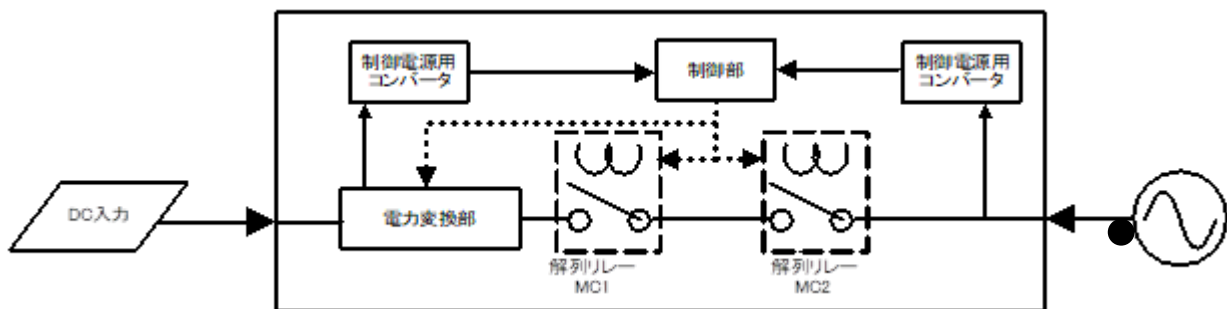 制御電源用
コンバータ
制御部
制御電源用
コンバータ
DC入力
電力変換部
解列リレー
MC1
解列リレー
MC2